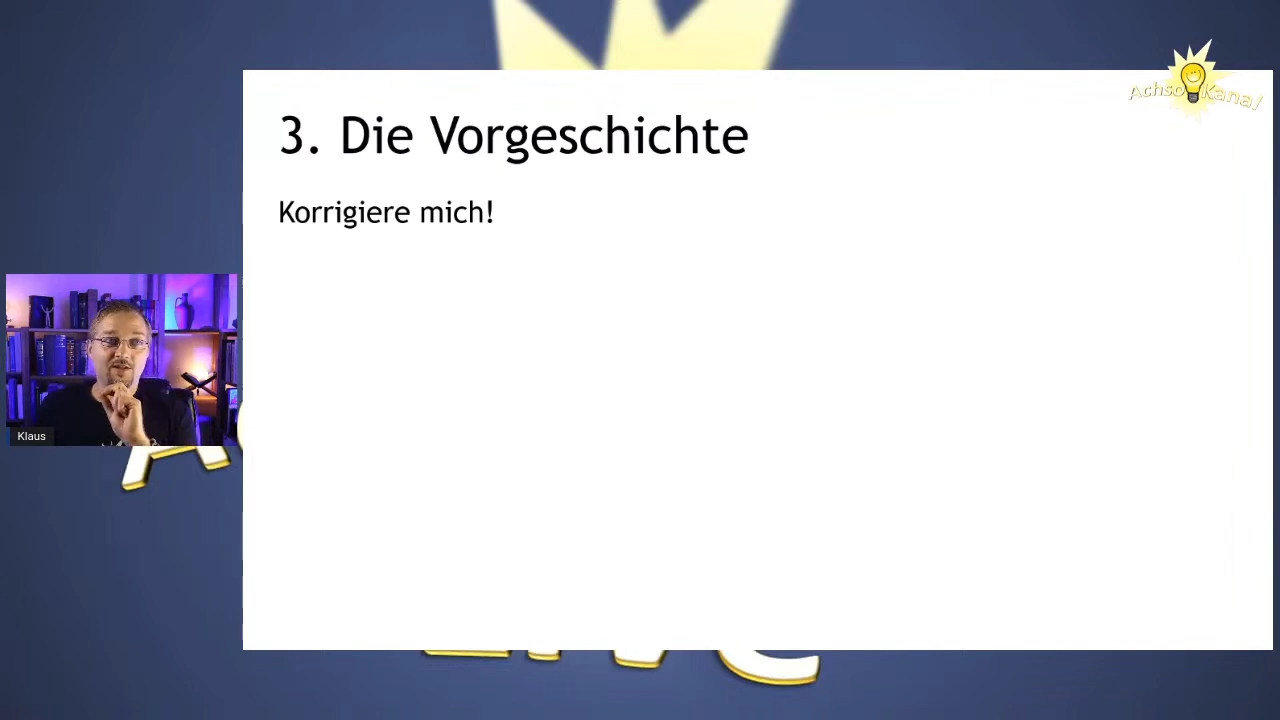 Achso Kanal
3. Die Vorgeschichte
Korrigiere mich!
Klaus